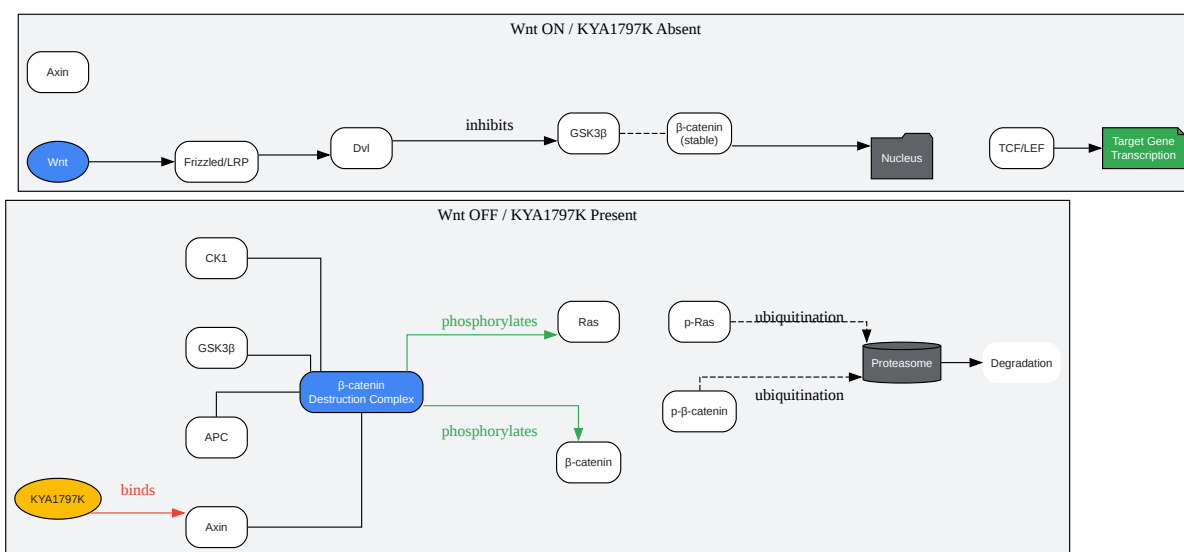 Wnt ON / KYA1797K Absent
Axin
Wnt
Frizzled/LRP
Dvl
inhibits
GSK3β
β-catenin
(stable)
Nucleus
TCF/LEF
Target Gene
Transcription
Wnt OFF / KYA1797K Present
CK1
GSK3β
APC
KYA1797K
binds
Axin
β-catenin
Destruction Complex
phosphorylates
Ras
phosphorylates
β-catenin
p-Ras
ubiquitination
p-β-catenin
ubiquitination
Proteasome
Degradation